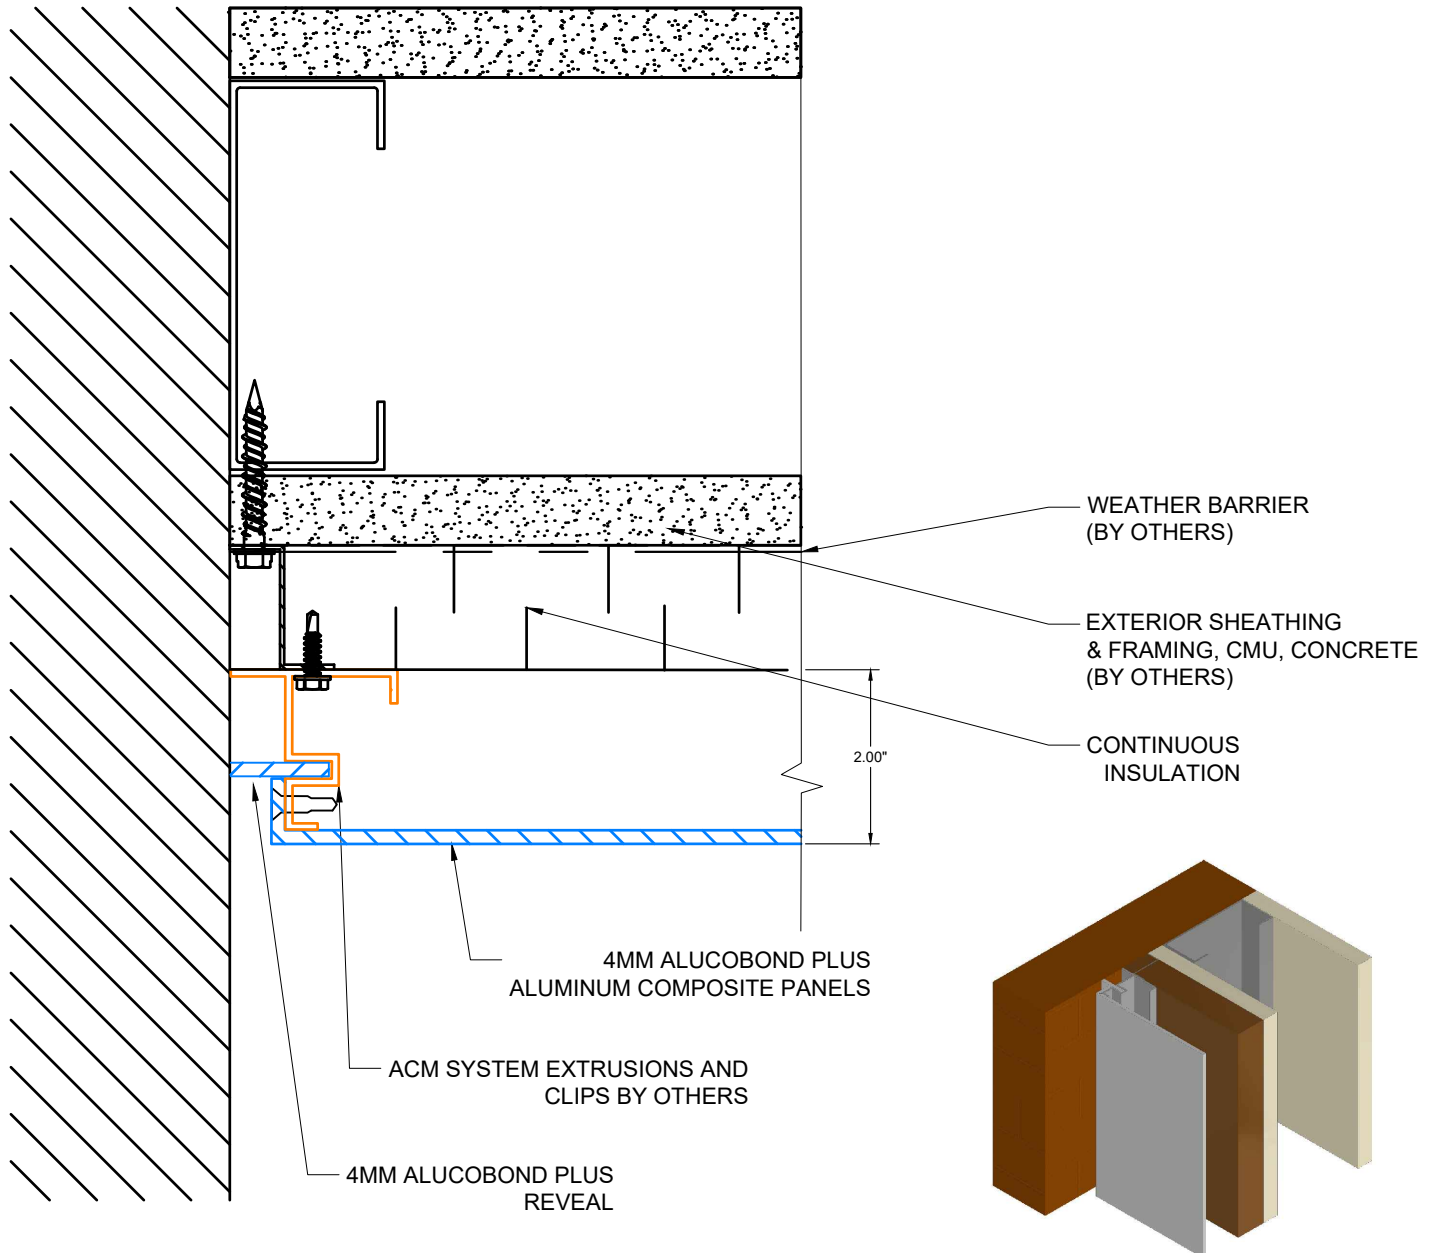 WEATHER BARRIER
(BY OTHERS)
EXTERIOR SHEATHING
& FRAMING, CMU, CONCRETE
(BY OTHERS)
2.00"
CONTINUOUS
INSULATION
4MM ALUCOBOND PLUS
ALUMINUM COMPOSITE PANELS
ACM SYSTEM EXTRUSIONS AND
CLIPS BY OTHERS
4MM ALUCOBOND PLUS
REVEAL